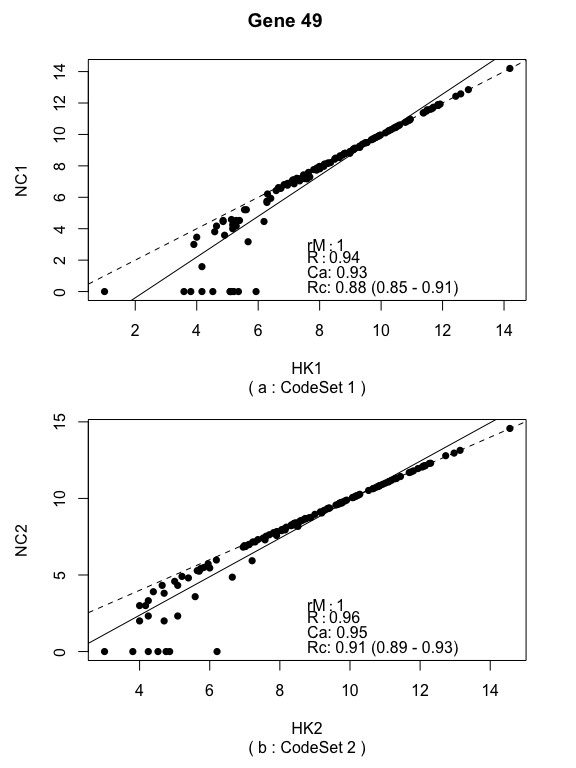 Gene 49
14
12
10
8
6
4
2
0
NC1
rM : 1
R : 0.94
Ca: 0.93
Rc: 0.88 (0.85 - 0.91)
2 4 6 8 10 12 14
HK1
( a : CodeSet 1 )
15
10
5
0
NC2
rM : 1
R : 0.96
Ca: 0.95
Rc: 0.91 (0.89 - 0.93)
4 6 8 10 12 14
HK2
( b : CodeSet 2 )